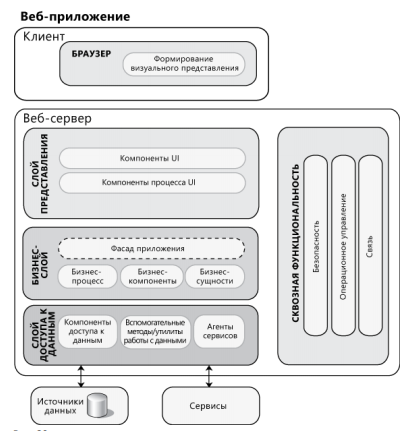 Веб-приложение
Клиент
БРАУЗЕР
Формирование
визуального представления
Веб-сервер
СЛОЙ
ПРЕДСТАВЛЕНИЯ
Компоненты UI
Компоненты процесса UI
БИЗНЕС-
СЛОЙ
Фасад приложения
Бизнес-
процесс
Бизнес-
компоненты
Бизнес-
сущности
СЛОЙ
ДОСТУПА К
ДАННЫМ
Компоненты
доступа к
данным
Вспомогательные
методы/утилиты
работы с данными
Агенты
сервисов
СКВОЗНАЯ ФУНКЦИОНАЛЬНОСТЬ
Безопасность
Операционное управление
Связь
Источники
данных
Сервисы